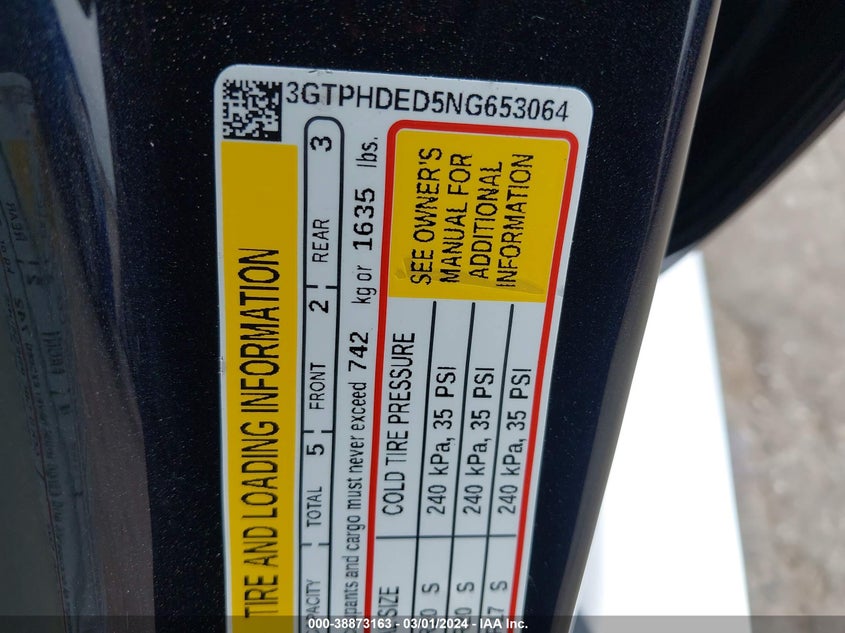 3GTPHDED5NG653064
TIRE AND LOADING INFORMATION
TOTAL 5 FRONT 2 REAR 3
and cargo must never exceed 742 kg or 1635 lbs.
SIZE COLD TIRE PRESSURE
S 240 kPa, 35 PSI
S 240 kPa, 35 PSI
S 240 kPa, 35 PSI
SEE OWNER'S
MANUAL FOR
ADDITIONAL
INFORMATION
000-38873163 - 03/01/2024 - IAA Inc.